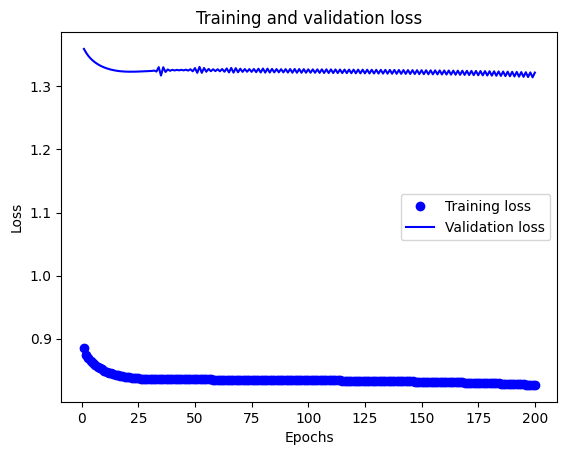 Training and validation loss
1.3
1.2
1.1
1.0
0.9
Loss
Training loss
Validation loss
0 25 50 75 100 125 150 175 200
Epochs